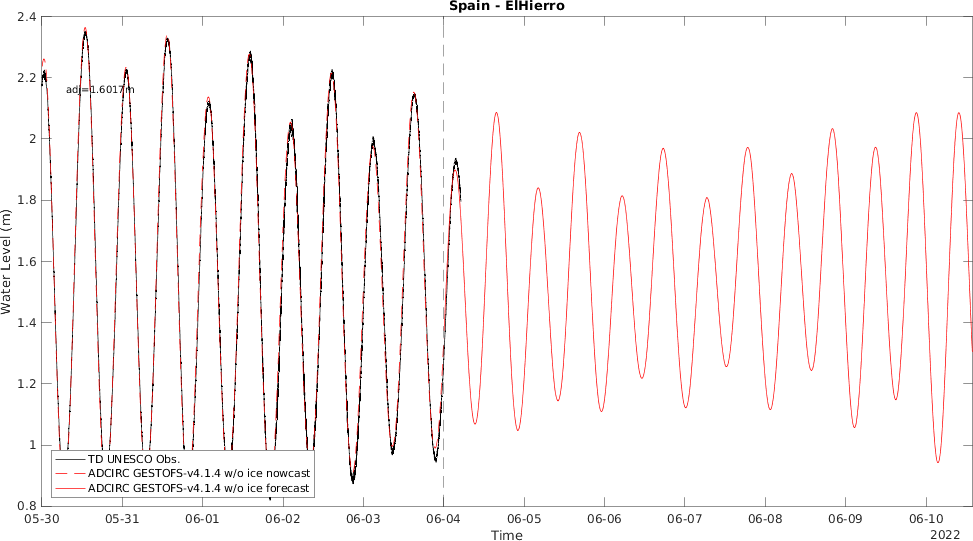 Spain - ElHierro
2.4
2.2
2
1.8
1.6
1.4
1.2
1
0.8
Water Level (m)
adj=1.6017m
TD UNESCO Obs.
ADCIRC GESTOFS-v4.1.4 w/o ice nowcast
ADCIRC GESTOFS-v4.1.4 w/o ice forecast
05-30 05-31 06-01 06-02 06-03 06-04 06-05 06-06 06-07 06-08 06-09 06-10
2022
Time